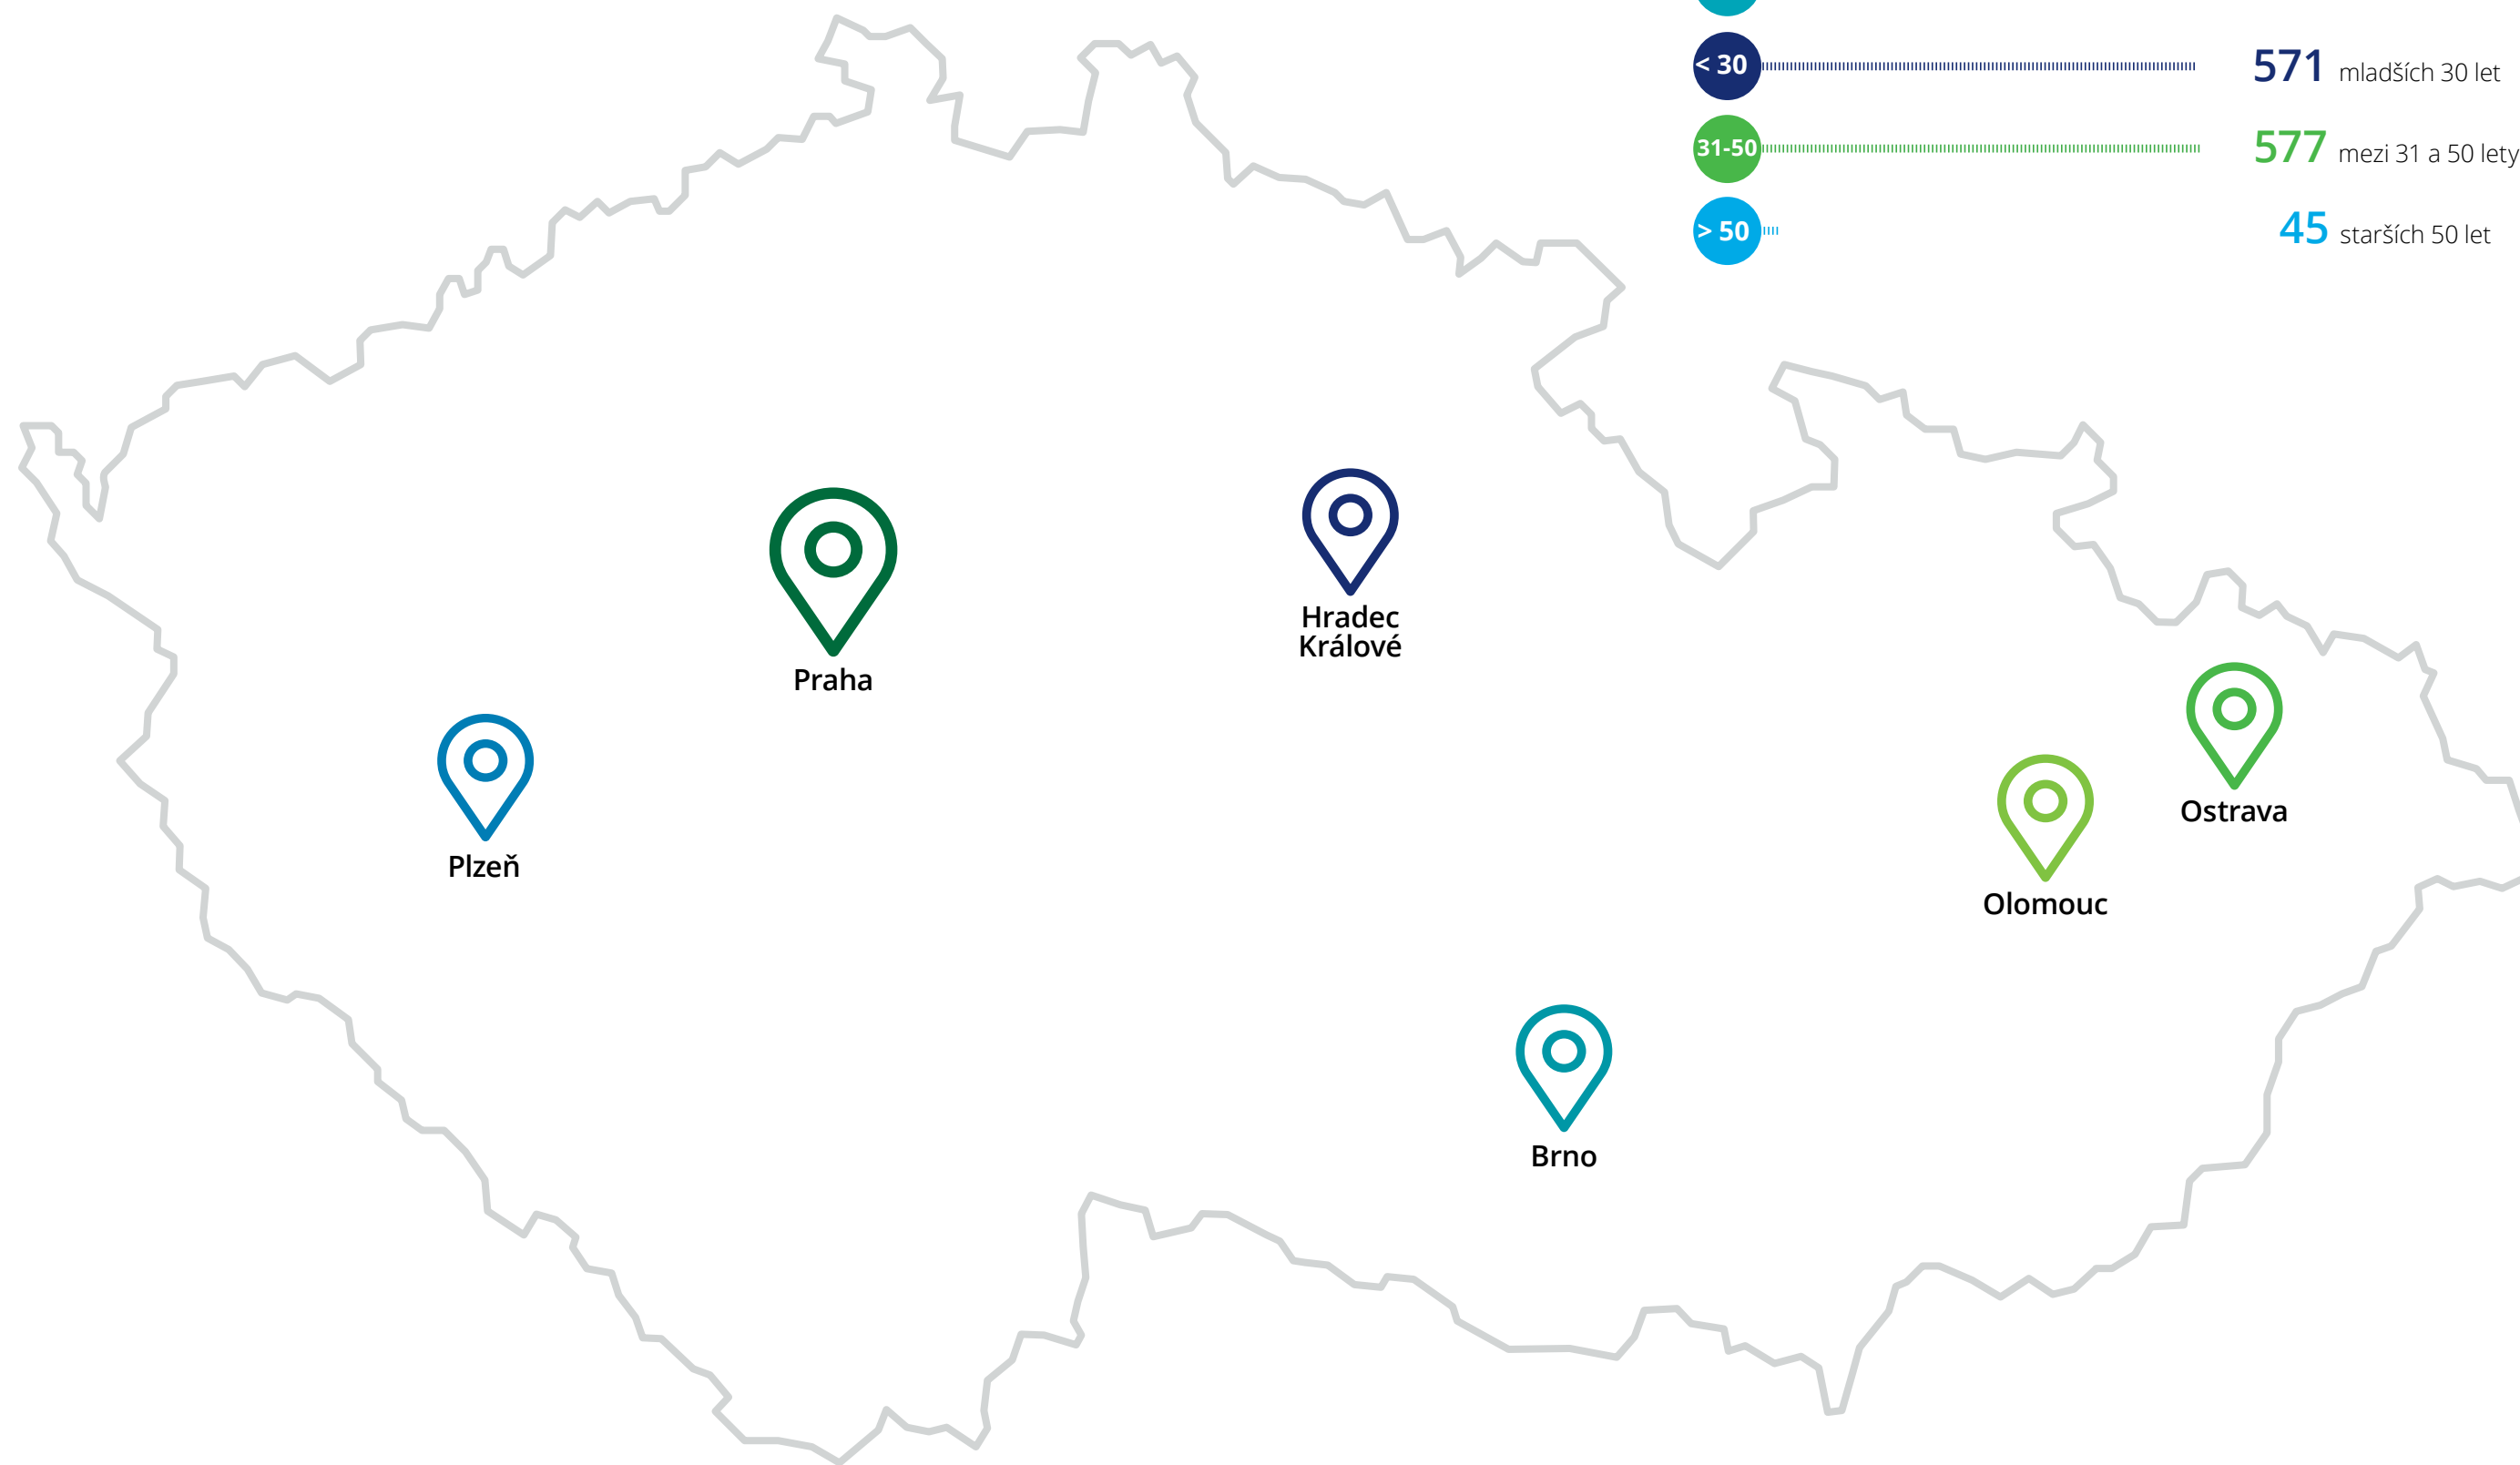 < 30 571 mladších 30 let
31-50 577 mezi 31 a 50 lety
> 50 45 starších 50 let
Hradec
Králové
Praha
Ostrava
Plzeň
Olomouc
Brno